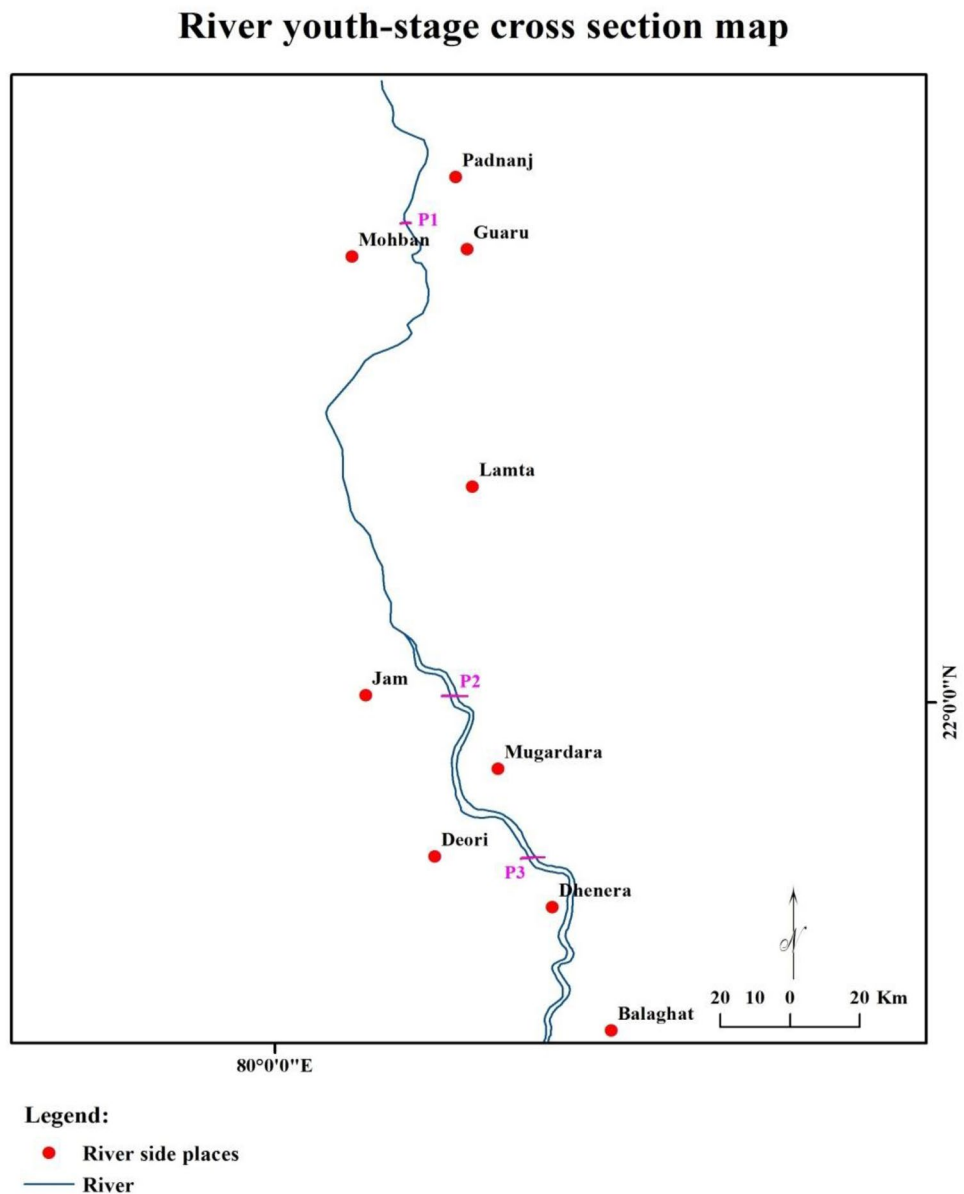 River youth-stage cross section map
Padnanj
P1
Guaru
Mohban
Lamta
Jam
P2
22°0'0"N
Mugardara
Deori
P3
Dhenera
N
20 10 0 20 Km
Balaghat
80°0'0"E
Legend:
River side places
River